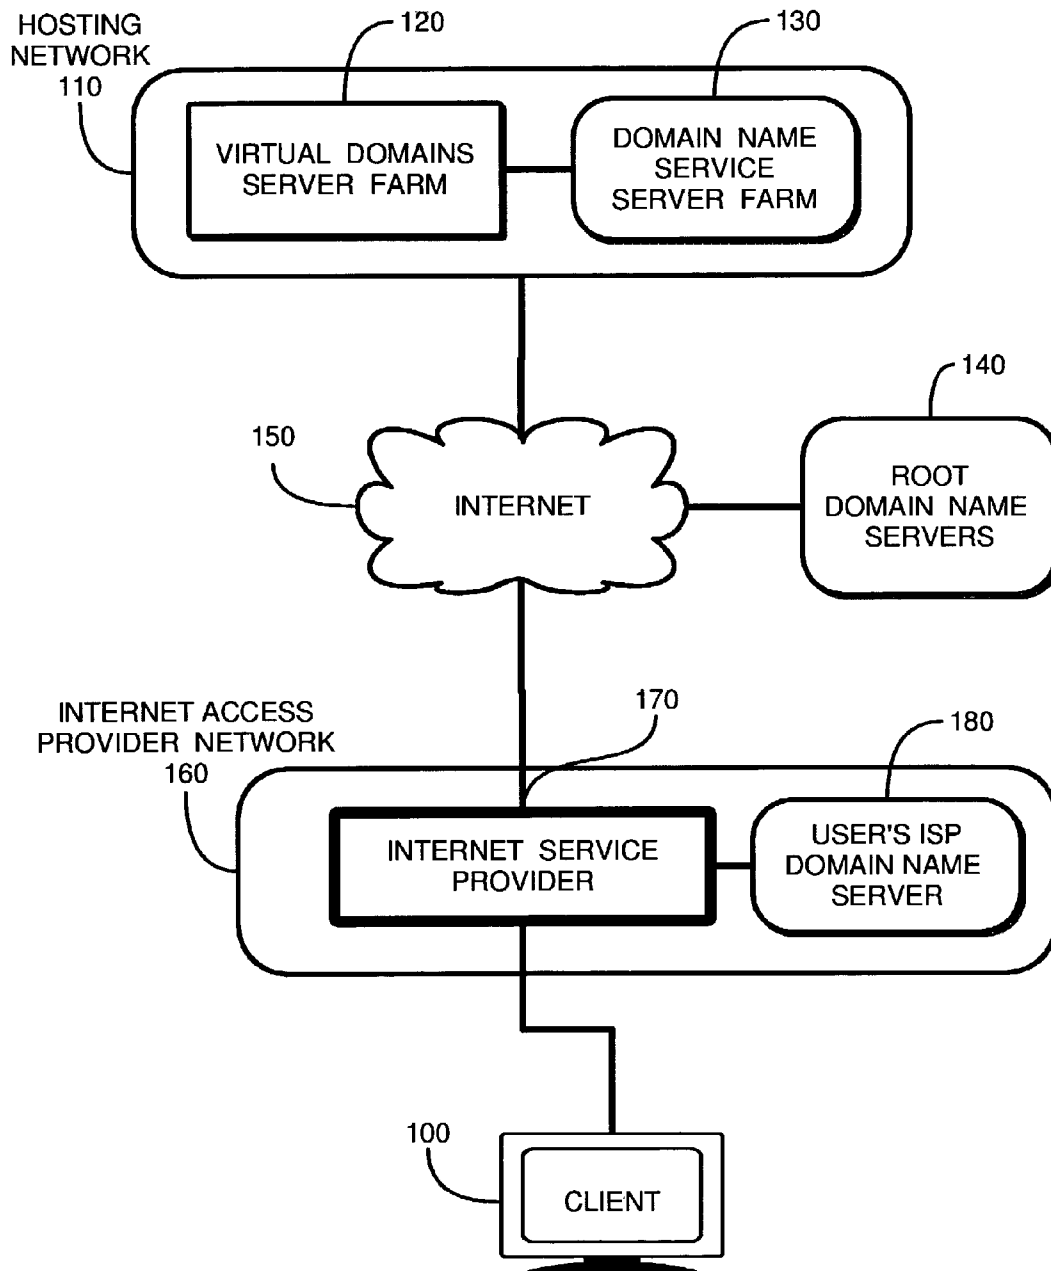 HOSTING
NETWORK
110
120
130
VIRTUAL DOMAINS
SERVER FARM
DOMAIN NAME
SERVICE
SERVER FARM
140
150
INTERNET
ROOT
DOMAIN NAME
SERVERS
INTERNET ACCESS
PROVIDER NETWORK
160
170
180
INTERNET SERVICE
PROVIDER
USER'S ISP
DOMAIN NAME
SERVER
100
CLIENT